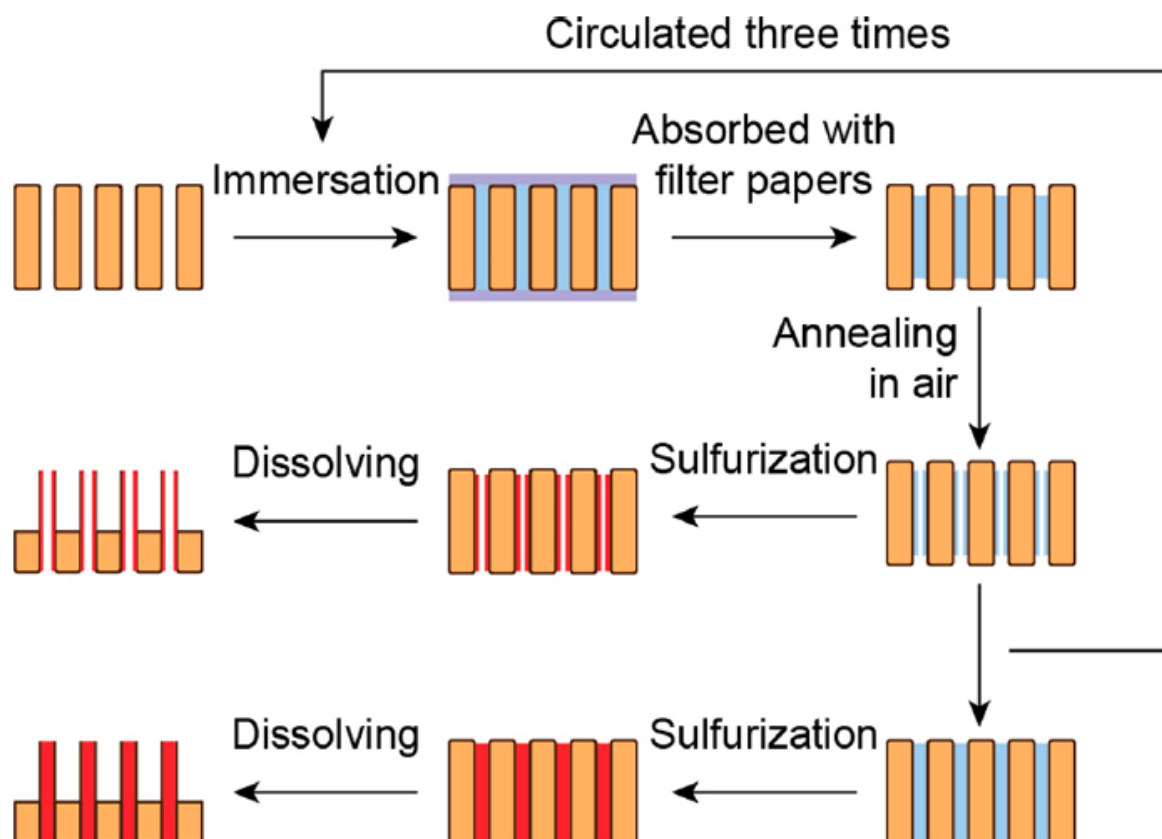 Circulated three times
Immersation
Absorbed with
filter papers
Annealing
in air
Dissolving
Sulfurization
Dissolving
Sulfurization